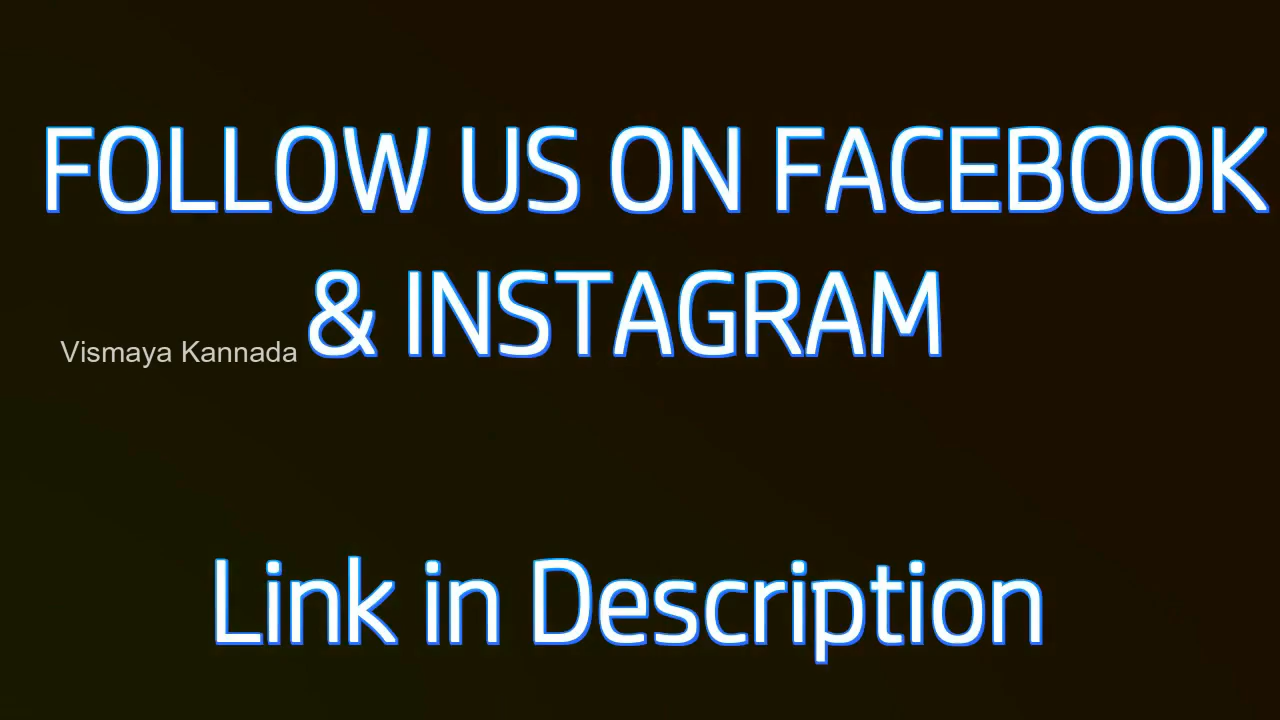 FOLLOW US ON FACEBOOK
& INSTAGRAM
Vismaya Kannada
Link in Description